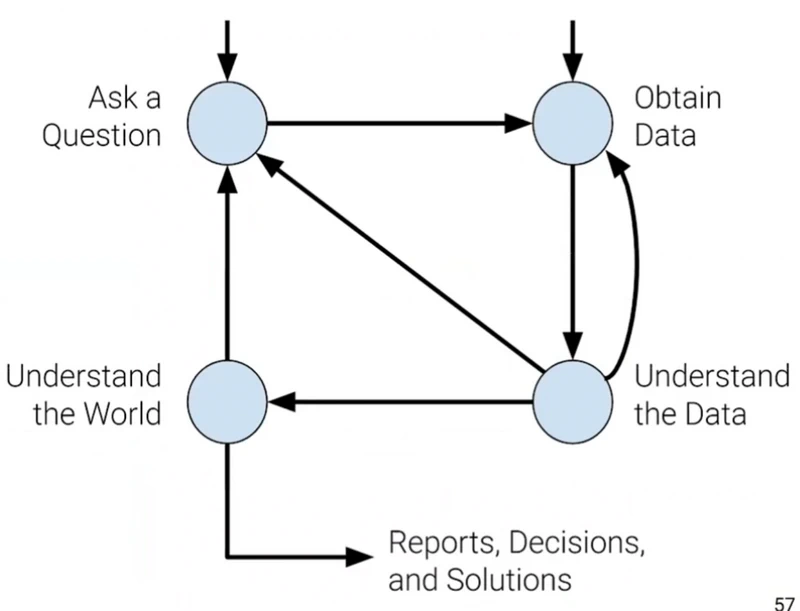 Ask a
Question
Obtain
Data
Understand
the World
Understand
the Data
Reports, Decisions,
and Solutions
57